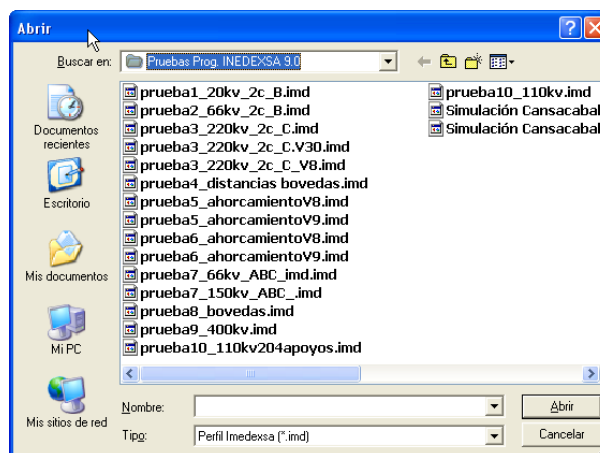 Abrir
Buscar en:
Pruebas Prog. INEDEXSA 9.0
Documentos
recientes
Escritorio
Mis documentos
Mi PC
Mis sitios de red
prueba1_20kv_2c_B.imd
prueba2_66kv_2c_B.imd
prueba3_220kv_2c_C.imd
prueba3_220kv_2c_C.V30.imd
prueba3_220kv_2c_C_V8.imd
prueba4_distancias bovedas.imd
prueba5_ahorcamientoV8.imd
prueba5_ahorcamientoV9.imd
prueba6_ahorcamientoV8.imd
prueba6_ahorcamientoV9.imd
prueba7_66kv_ABC_imd.imd
prueba7_150kv_ABC_.imd
prueba8_bovedas.imd
prueba9_400kv.imd
prueba10_110kv204apoyos.imd
prueba10_110kv.imd
Simulación Cansacabal
Simulación Cansacabal
Nombre:
Abrir
Tipo:
Perfil Imedexsa (*.imd)
Cancelar